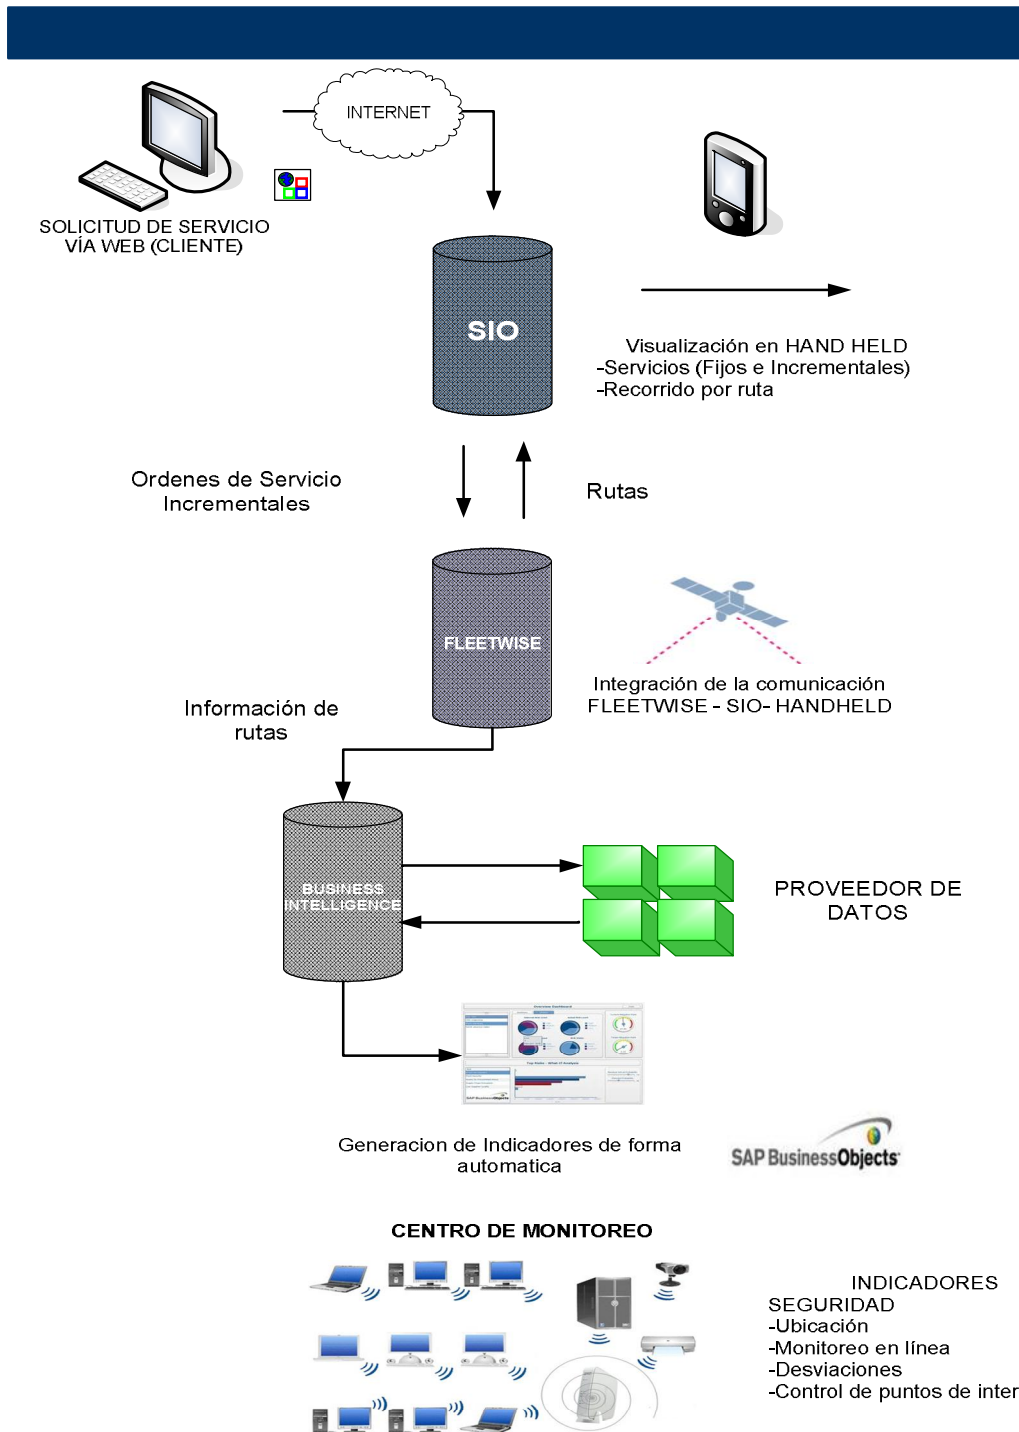 INTERNET
SOLICITUD DE SERVICIO
VÍA WEB (CLIENTE)
SIO
Visualización en HAND HELD
-Servicios (Fijos e Incrementales)
-Recorrido por ruta
Ordenes de Servicio
Incrementales
Rutas
FLEETWISE
Integración de la comunicación
FLEETWISE - SIO- HANDHELD
Información de
rutas
BUSINESS
INTELLIGENCE
PROVEEDOR DE
DATOS
SAP BusinessObjects
Generacion de Indicadores de forma
automatica
SAP BusinessObjects
CENTRO DE MONITOREO
INDICADORES
SEGURIDAD
-Ubicación
-Monitoreo en línea
-Desviaciones
-Control de puntos de inter